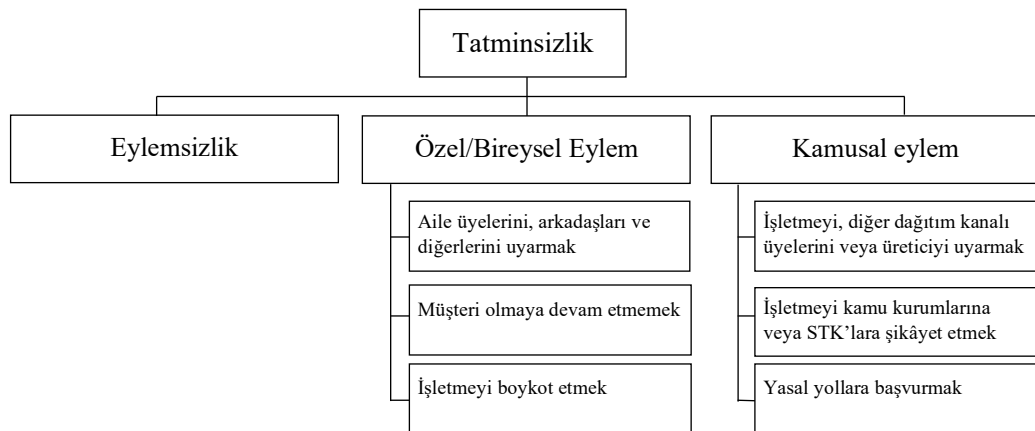 Tatminsizlik
Eylemsizlik
Özel/Bireysel Eylem
Aile üyelerini, arkadaşları ve
diğerlerini uyarmak
Müşteri olmaya devam etmemek
İşletmeyi boykot etmek
Kamusal eylem
İşletmeyi, diğer dağıtım kanalı
üyelerini veya üreticiyi uyarmak
İşletmeyi kamu kurumlarına
veya STK’lara şikâyet etmek
Yasal yollara başvurmak